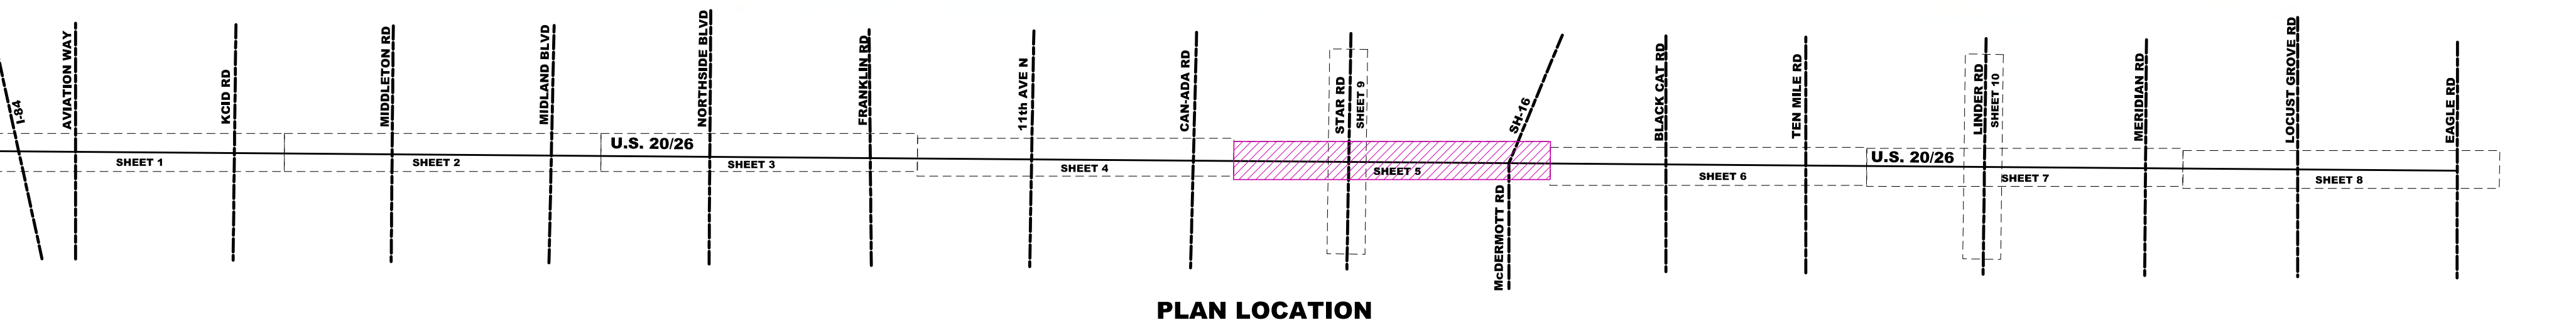 I-84
AVIATION WAY
KCID RD
MIDDLETON RD
MIDLAND BLVD
NORTHSIDE BLVD
FRANKLIN RD
11th AVE N
CAN-ADA RD
STAR RD
SHEET 9
SH-16
McDERMOTT RD
BLACK CAT RD
TEN MILE RD
LINDER RD
SHEET 10
MERIDIAN RD
LOCUST GROVE RD
EAGLE RD
U.S. 20/26
U.S. 20/26
SHEET 1
SHEET 2
SHEET 3
SHEET 4
SHEET 5
SHEET 6
SHEET 7
SHEET 8
PLAN LOCATION